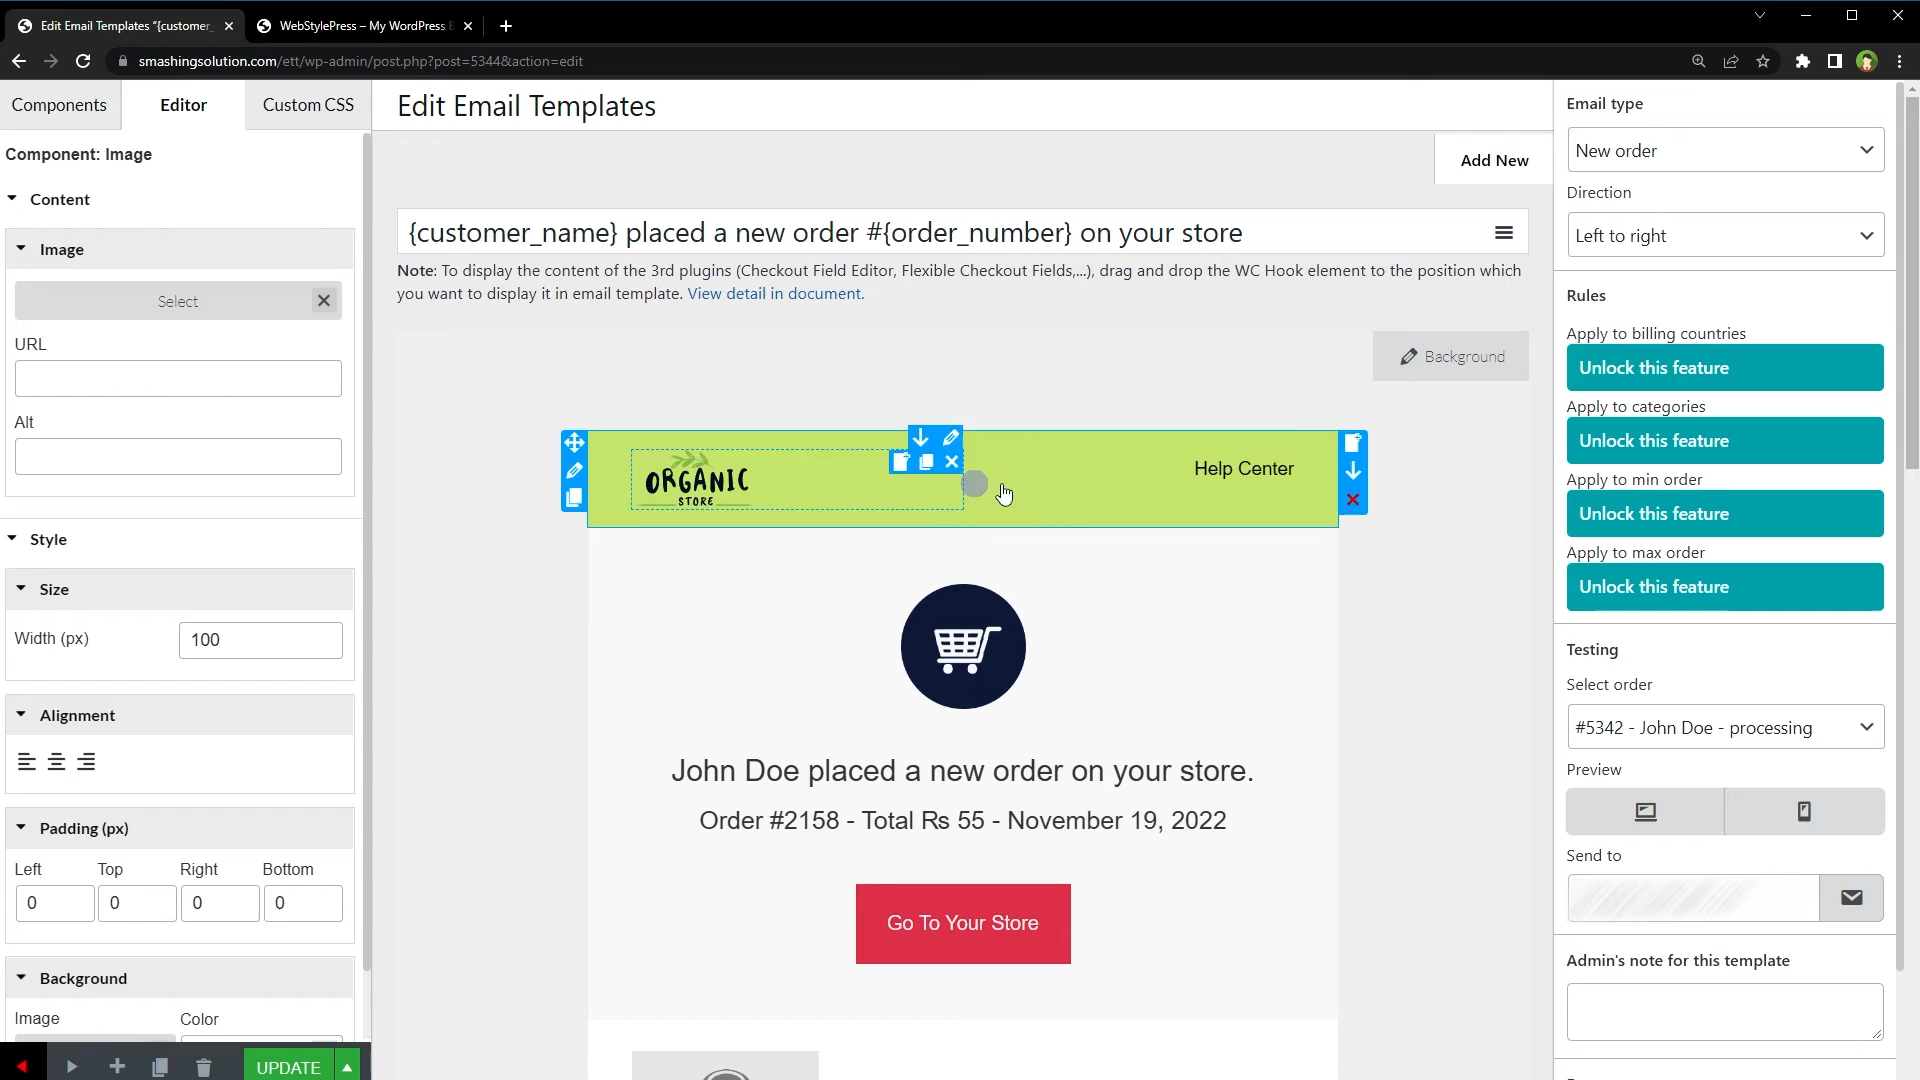 Edit Email Templates "{customer_
WebStylePress – My WordPress
smashingsolution.com/ett/wp-admin/post.php?post=5344&action=edit
Components
Editor
Custom CSS
Component: Image
Content
Image
Select
URL
Alt
Style
Size
Width (px)
100
Alignment
Padding (px)
Left
Top
Right
Bottom
0
0
0
0
Background
Image
Color
UPDATE
Edit Email Templates
Add New
{customer_name} placed a new order #{order_number} on your store
Note: To display the content of the 3rd plugins (Checkout Field Editor, Flexible Checkout Fields,...), drag and drop the WC Hook element to the position which
you want to display it in email template. View detail in document.
Background
ORGANIC
STORE
Help Center
John Doe placed a new order on your store.
Order #2158 - Total Rs 55 - November 19, 2022
Go To Your Store
Email type
New order
Direction
Left to right
Rules
Apply to billing countries
Unlock this feature
Apply to categories
Unlock this feature
Apply to min order
Unlock this feature
Apply to max order
Unlock this feature
Testing
Select order
#5342 - John Doe - processing
Preview
Send to
Admin's note for this template